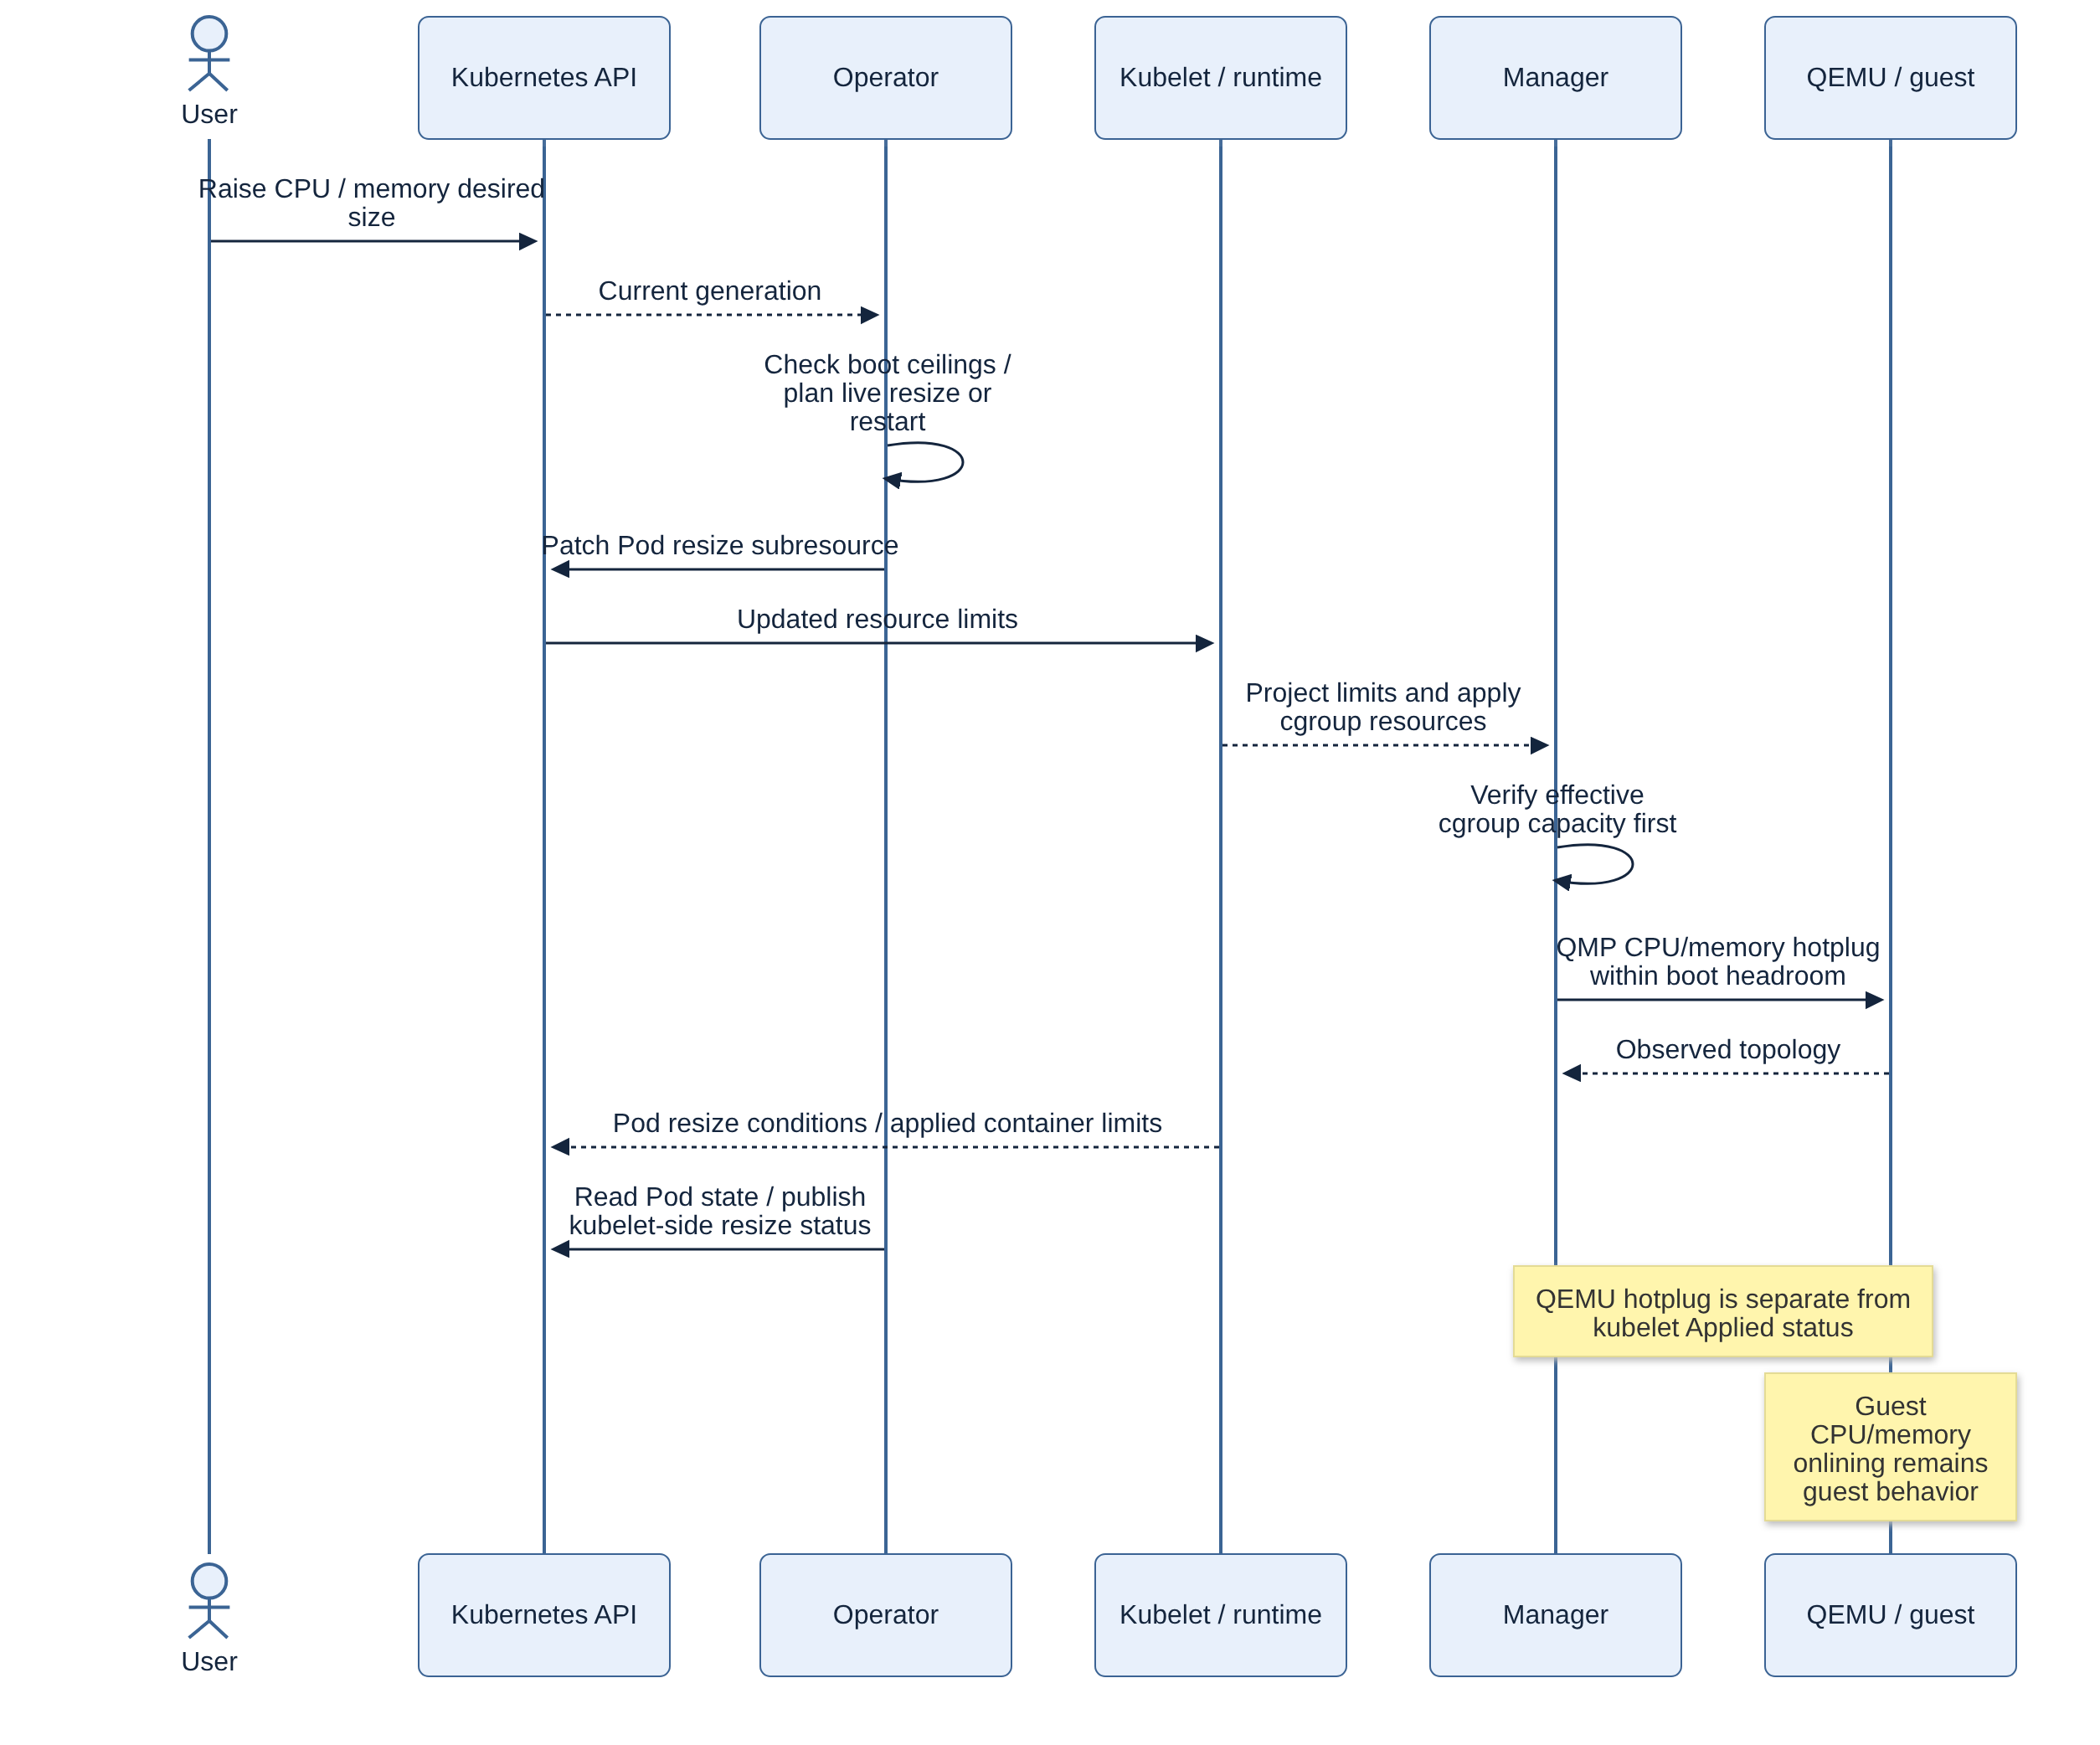 User
Kubernetes API
Operator
Kubelet / runtime
Manager
QEMU / guest
Raise CPU / memory desired
size
Current generation
Check boot ceilings /
plan live resize or
restart
Patch Pod resize subresource
Updated resource limits
Project limits and apply
cgroup resources
Verify effective
cgroup capacity first
QMP CPU/memory hotplug
within boot headroom
Observed topology
Pod resize conditions / applied container limits
Read Pod state / publish
kubelet-side resize status
QEMU hotplug is separate from
kubelet Applied status
Guest
CPU/memory
onlining remains
guest behavior
User
Kubernetes API
Operator
Kubelet / runtime
Manager
QEMU / guest